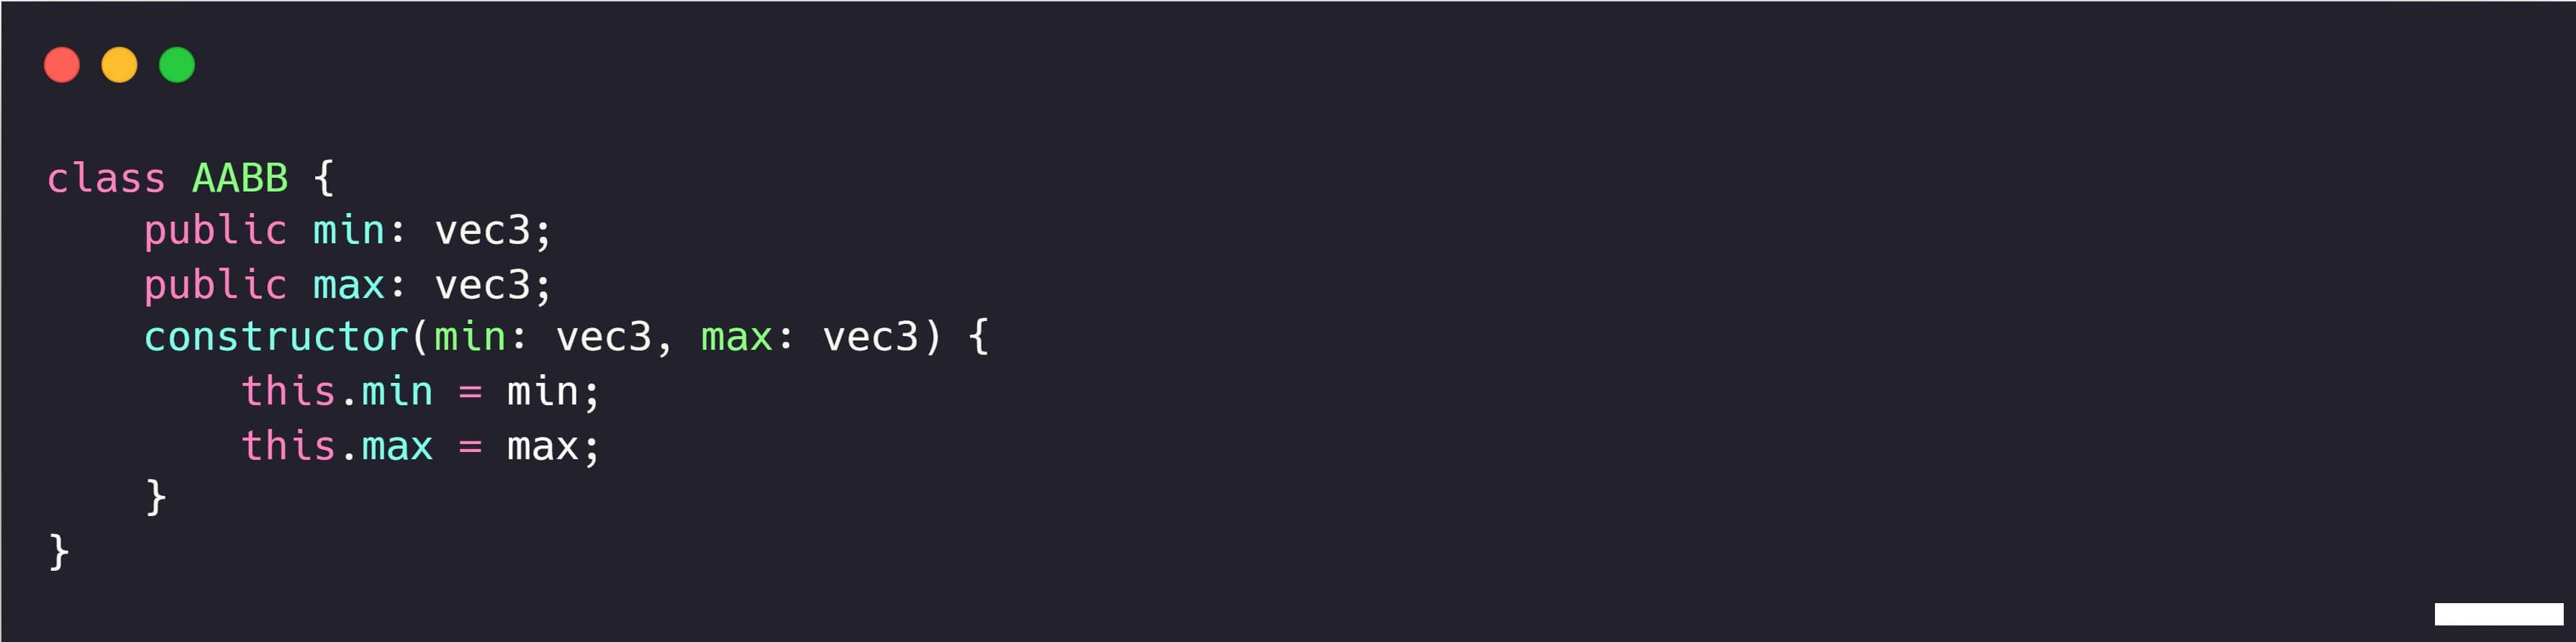 class AABB {
    public min: vec3;
    public max: vec3;
    constructor(min: vec3, max: vec3) {
        this.min = min;
        this.max = max;
    }
}